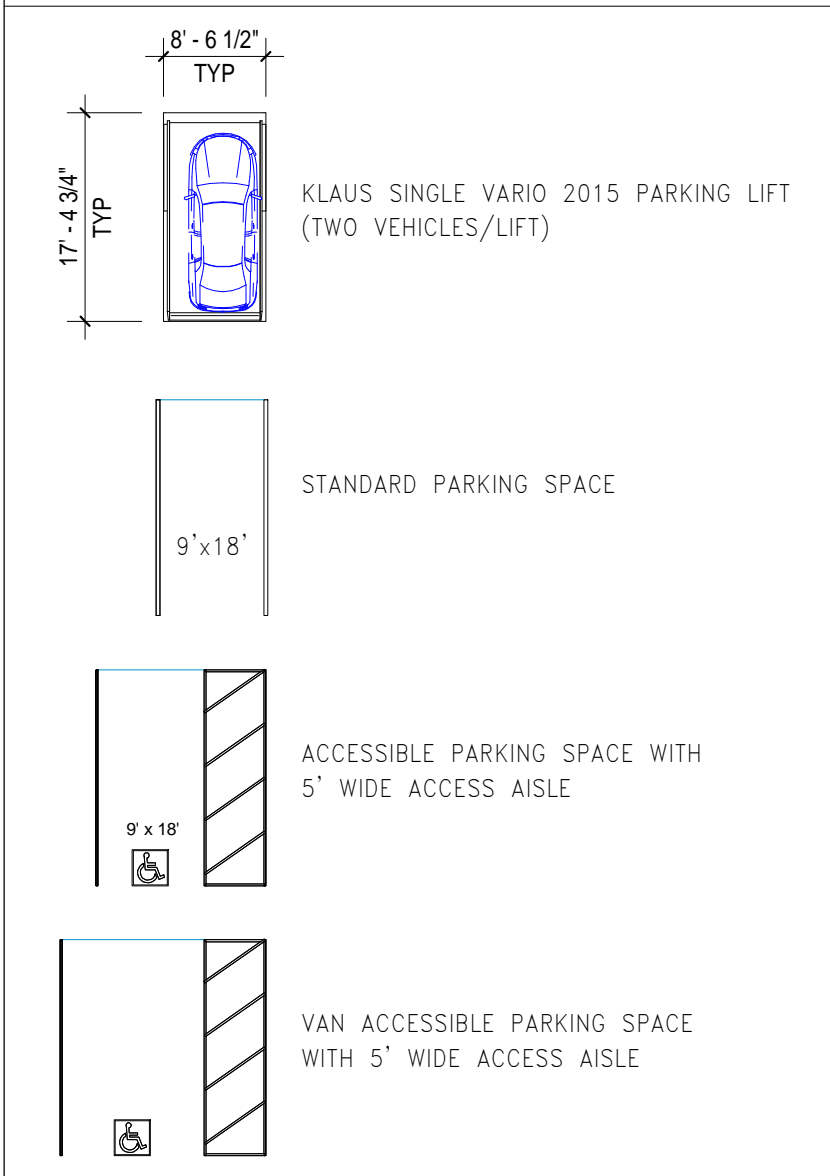 8' - 6 1/2"
TYP
17' - 4 3/4"
TYP
KLAUS SINGLE VARIO 2015 PARKING LIFT
(TWO VEHICLES/LIFT)
STANDARD PARKING SPACE
9'x18'
ACCESSIBLE PARKING SPACE WITH
5' WIDE ACCESS AISLE
9' x 18'
VAN ACCESSIBLE PARKING SPACE
WITH 5' WIDE ACCESS AISLE